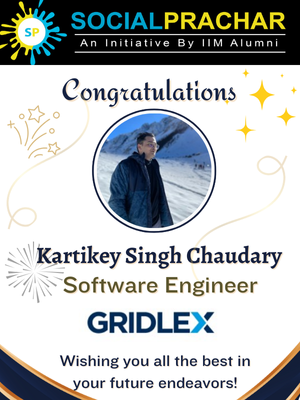 SP
SOCIALPRACHAR
An Initiative By IIM Alumni
Congratulations
Kartikey Singh Chaudary
Software Engineer
GRIDLEX
Wishing you all the best in
your future endeavors!